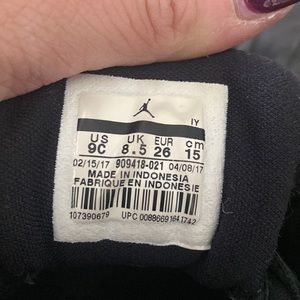 IY
US UK EUR cm
9C 8.5 26 15
02/15/17 909418-021 04/08/17
MADE IN INDONESIA
FABRIQUE EN INDONESIE
107390679 UPC 00886691641742